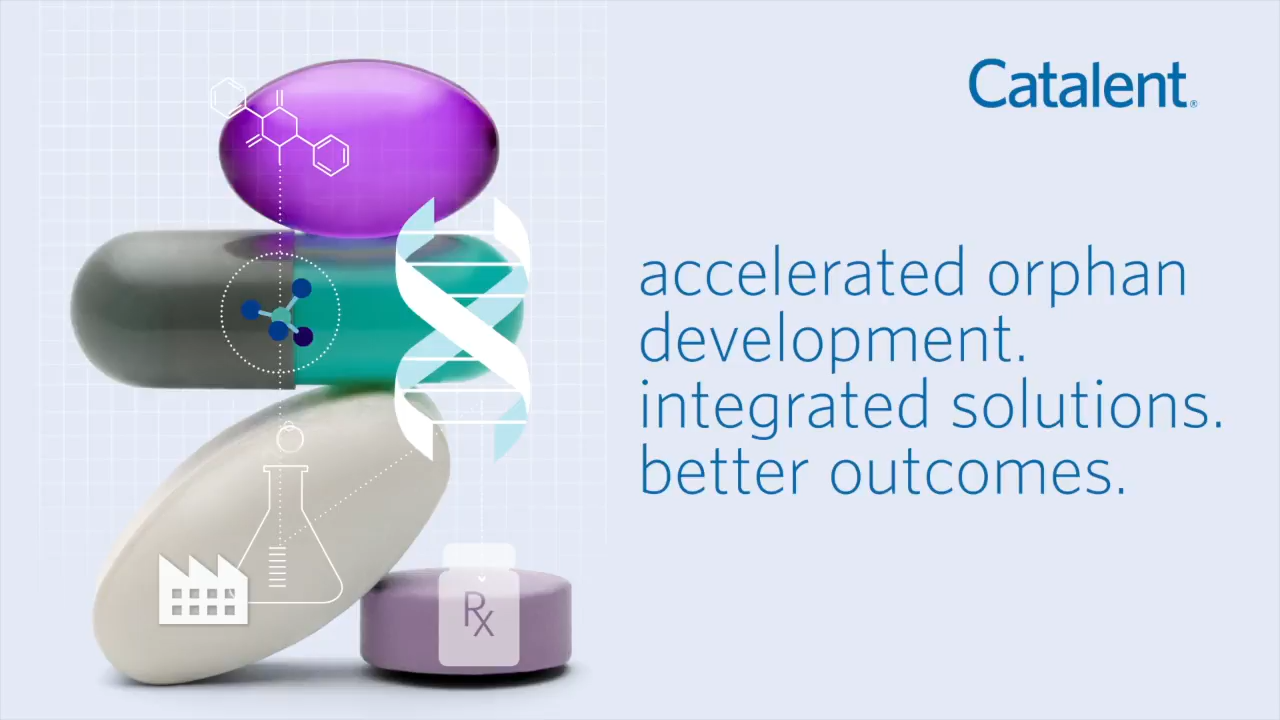 Catalent®
accelerated orphan
development.
integrated solutions.
better outcomes.
Rx